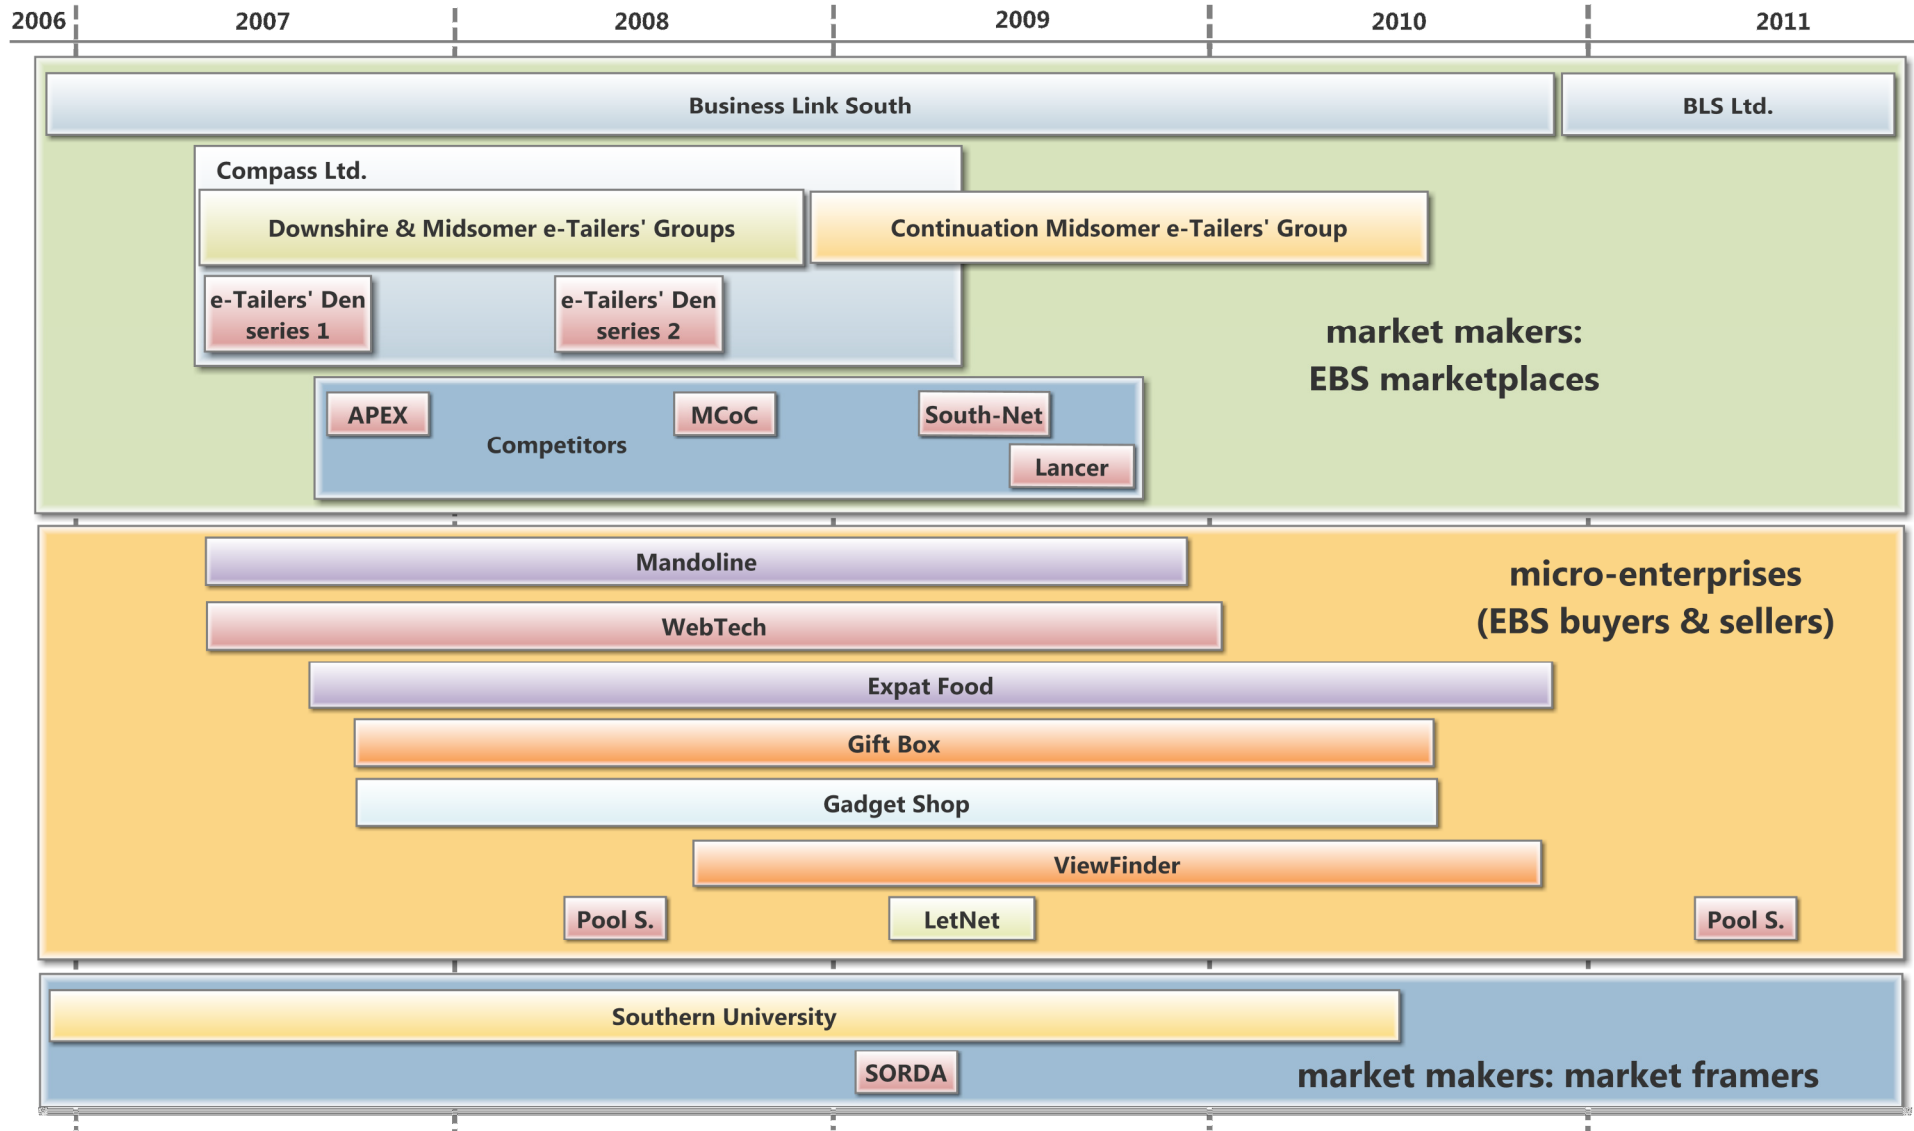 2006 2007 2008 2009 2010 2011
Business Link South
BLS Ltd.
Compass Ltd.
Downshire & Midsomer e-Tailers' Groups
Continuation Midsomer e-Tailers' Group
e-Tailers' Den
series 1
e-Tailers' Den
series 2
market makers:
EBS marketplaces
APEX
MCoC
South-Net
Competitors
Lancer
Mandoline
micro-enterprises
(EBS buyers & sellers)
WebTech
Expat Food
Gift Box
Gadget Shop
ViewFinder
Pool S.
LetNet
Pool S.
Southern University
SORDA
market makers: market framers